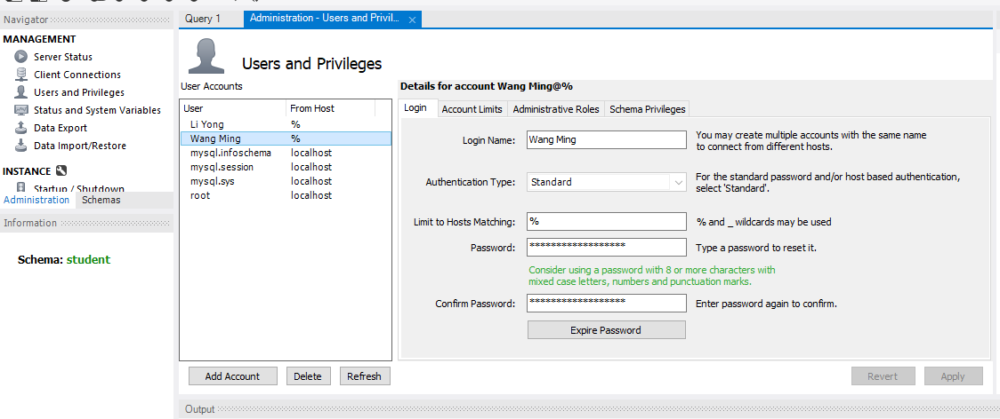 Query 1
Administration - Users and Privil...
Navigator
MANAGEMENT
Server Status
Client Connections
Users and Privileges
Status and System Variables
Data Export
Data Import/Restore
INSTANCE
Startup / Shutdown
Administration Schemas
Information
Schema: student
Users and Privileges
User Accounts
User From Host
Li Yong %
Wang Ming %
mysql.infoschema localhost
mysql.session localhost
mysql.sys localhost
root localhost
Add Account Delete Refresh
Details for account Wang Ming@%
Login Account Limits Administrative Roles Schema Privileges
Login Name: Wang Ming
You may create multiple accounts with the same name
to connect from different hosts.
Authentication Type: Standard
For the standard password and/or host based authentication,
select 'Standard'.
Limit to Hosts Matching: % % and _ wildcards may be used
Password: ****************** Type a password to reset it.
Consider using a password with 8 or more characters with
mixed case letters, numbers and punctuation marks.
Confirm Password: ****************** Enter password again to confirm.
Expire Password
Revert Apply
Output